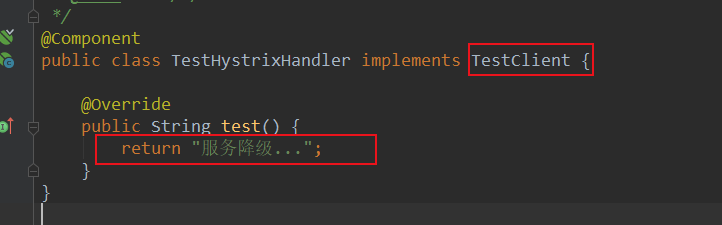 */
@Component
public class TestHystrixHandler implements TestClient {
@Override
public String test() {
return "服务降级...";
}
}